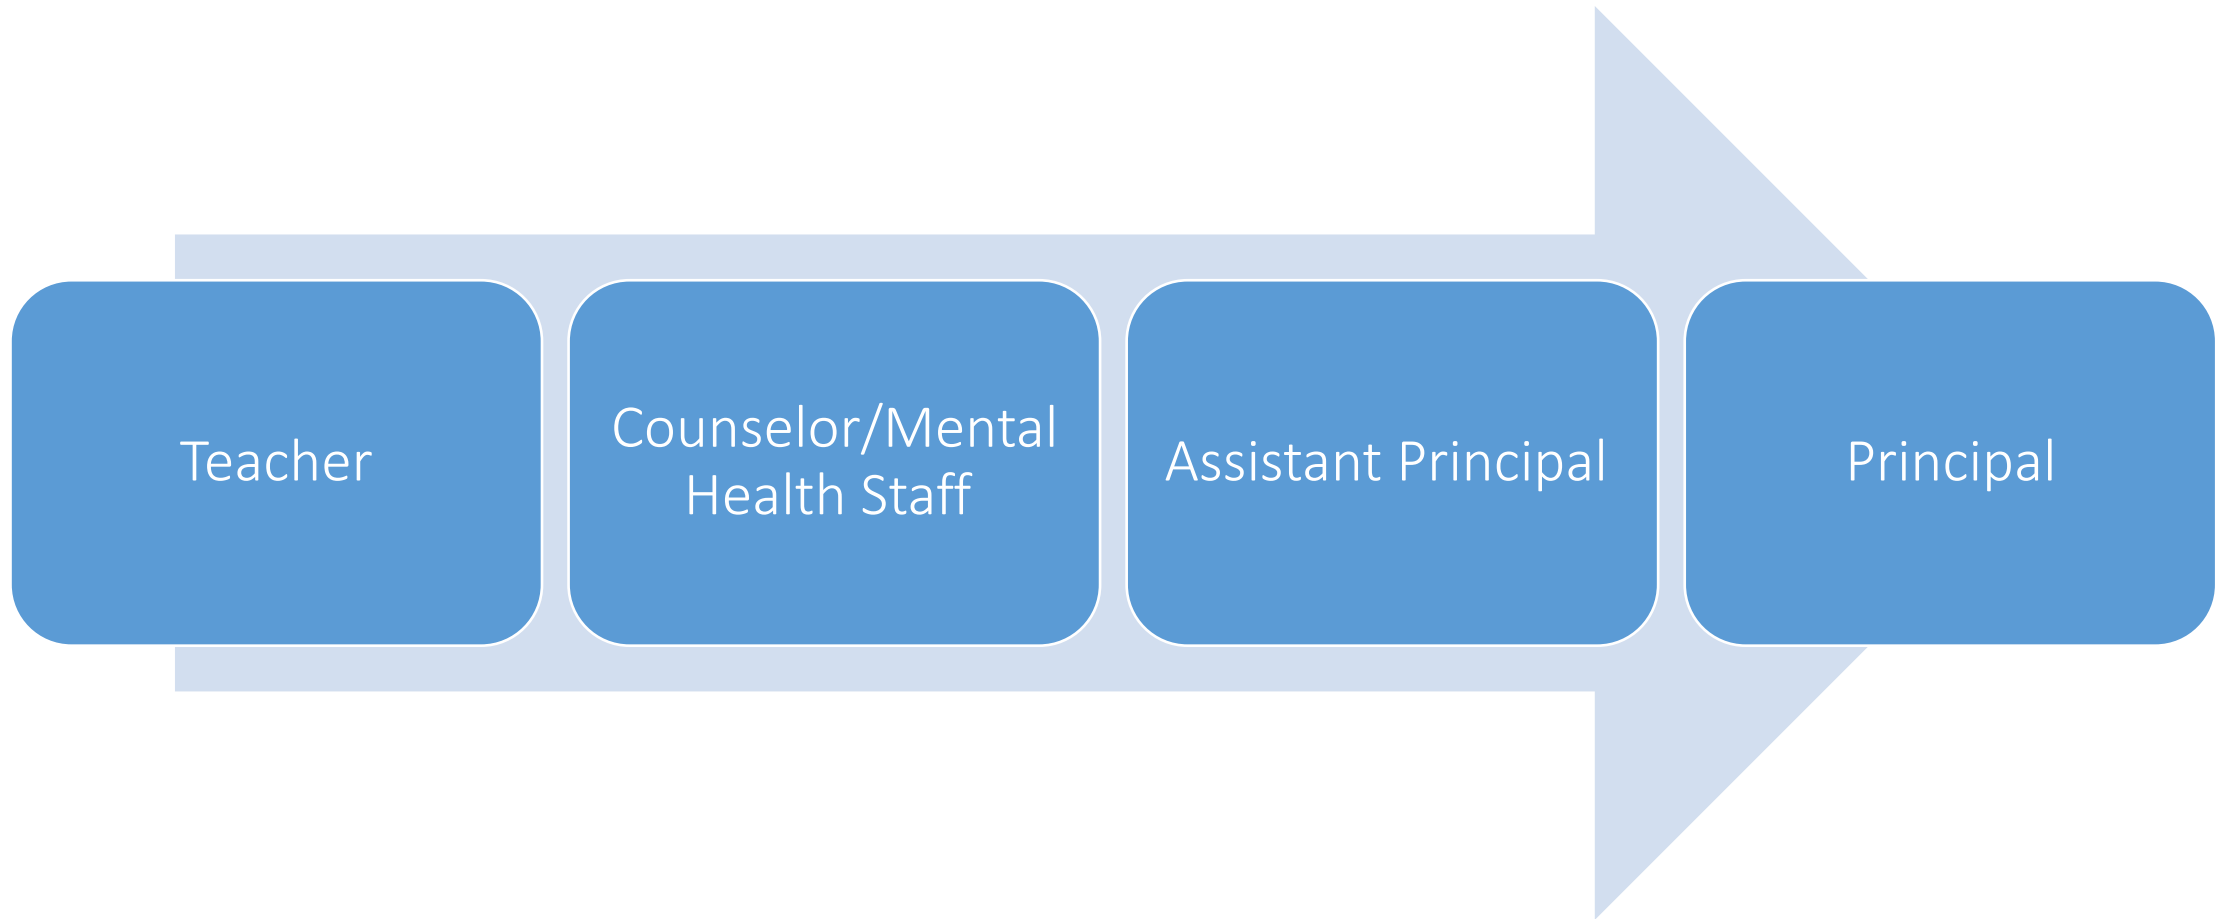 Teacher
Counselor/Mental
Health Staff
Assistant Principal
Principal